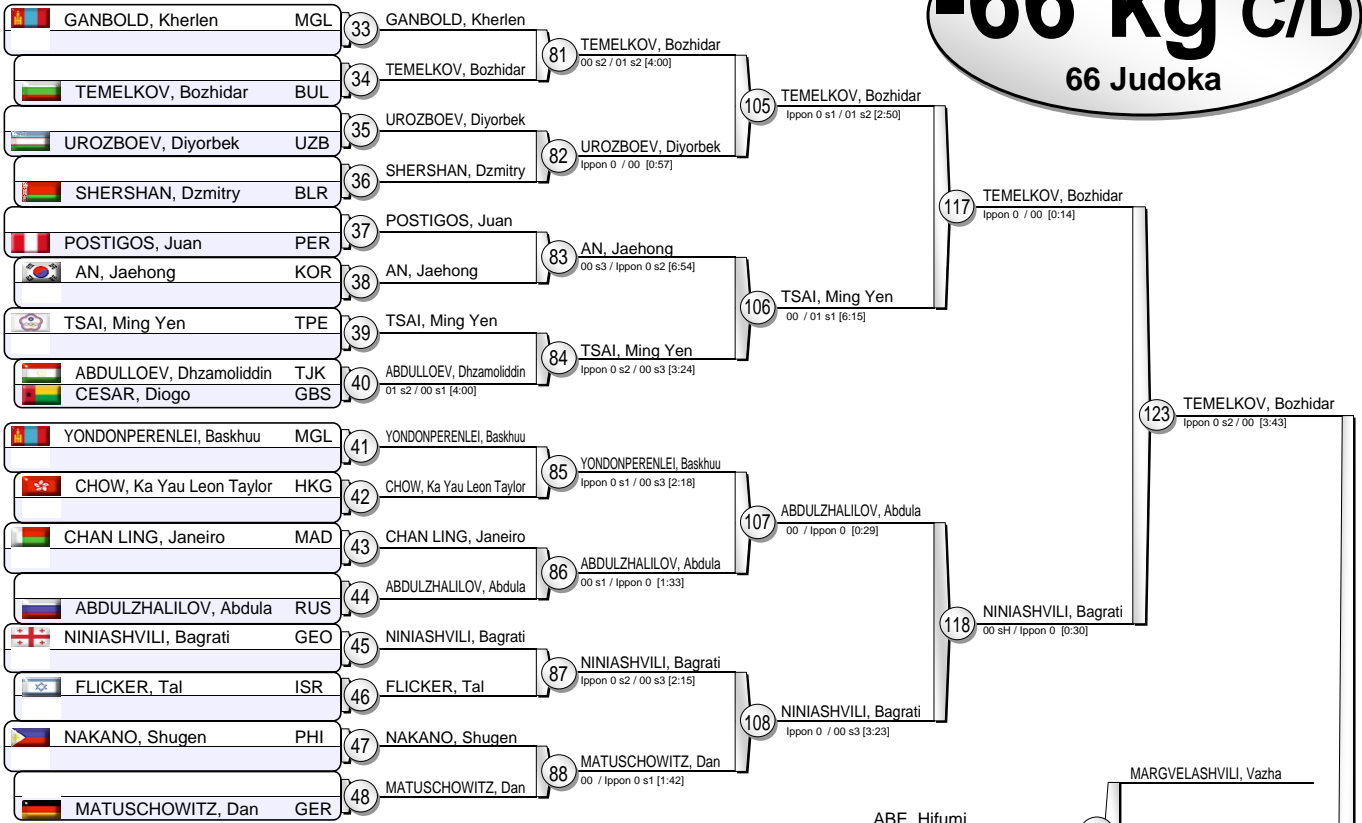 -66 kg C/D
66 Judoka
GANBOLD, Kherlen MGL
TEMELKOV, Bozhidar BUL
UROZBOEV, Diyorbek UZB
SHERSHAN, Dzmitry BLR
POSTIGOS, Juan PER
AN, Jaehong KOR
TSAI, Ming Yen TPE
ABDULLOEV, Dhzamoliddin TJK
CESAR, Diogo GBS
YONDONPERENLEI, Baskhuu MGL
CHOW, Ka Yau Leon Taylor HKG
CHAN LING, Janeiro MAD
ABDULZHALILOV, Abdula RUS
NINIASHVILI, Bagrati GEO
FLICKER, Tal ISR
NAKANO, Shugen PHI
MATUSCHOWITZ, Dan GER
33 GANBOLD, Kherlen
34 TEMELKOV, Bozhidar
35 UROZBOEV, Diyorbek
36 SHERSHAN, Dzmitry
37 POSTIGOS, Juan
38 AN, Jaehong
39 TSAI, Ming Yen
40 ABDULLOEV, Dhzamoliddin
01 s2 / 00 s1 [4:00]
41 YONDONPERENLEI, Baskhuu
42 CHOW, Ka Yau Leon Taylor
43 CHAN LING, Janeiro
44 ABDULZHALILOV, Abdula
45 NINIASHVILI, Bagrati
46 FLICKER, Tal
47 NAKANO, Shugen
48 MATUSCHOWITZ, Dan
81 TEMELKOV, Bozhidar
00 s2 / 01 s2 [4:00]
82 UROZBOEV, Diyorbek
Ippon 0 / 00 [0:57]
83 AN, Jaehong
00 s3 / Ippon 0 s2 [6:54]
84 TSAI, Ming Yen
Ippon 0 s2 / 00 s3 [3:24]
85 YONDONPERENLEI, Baskhuu
Ippon 0 s1 / 00 s3 [2:18]
86 ABDULZHALILOV, Abdula
00 s1 / Ippon 0 [1:33]
87 NINIASHVILI, Bagrati
Ippon 0 s2 / 00 s3 [2:15]
88 MATUSCHOWITZ, Dan
00 / Ippon 0 s1 [1:42]
105 TEMELKOV, Bozhidar
Ippon 0 s1 / 01 s2 [2:50]
106 TSAI, Ming Yen
00 / 01 s1 [6:15]
107 ABDULZHALILOV, Abdula
00 / Ippon 0 [0:29]
108 NINIASHVILI, Bagrati
Ippon 0 / 00 s3 [3:23]
117 TEMELKOV, Bozhidar
Ippon 0 / 00 [0:14]
118 NINIASHVILI, Bagrati
00 sH / Ippon 0 [0:30]
123 TEMELKOV, Bozhidar
Ippon 0 s2 / 00 [3:43]
MARGVELASHVILI, Vazha
ABE, Hifumi